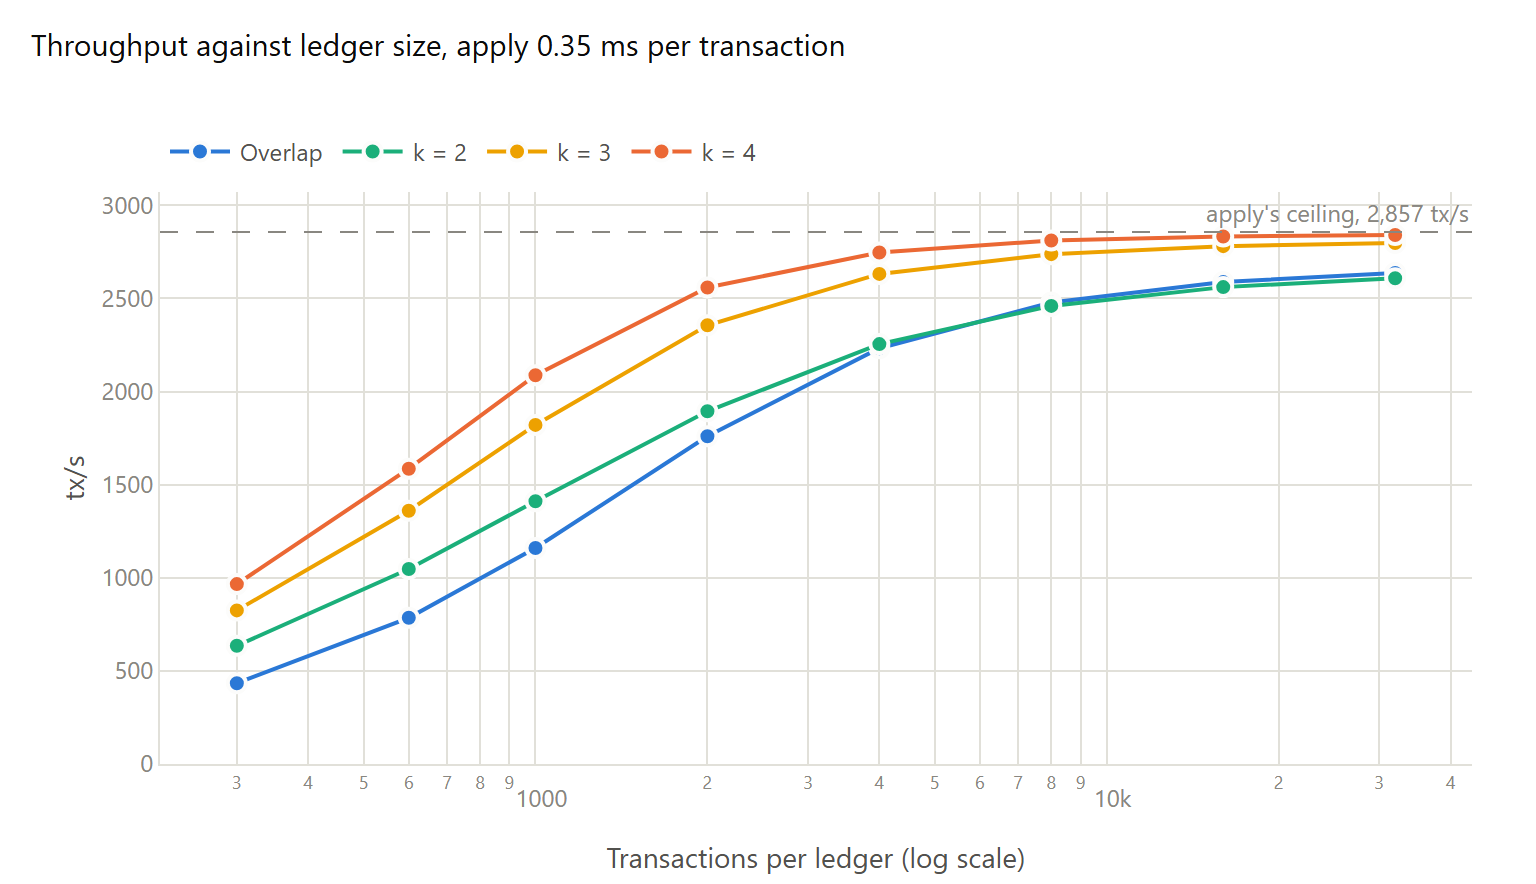 Throughput against ledger size, apply 0.35 ms per transaction
Overlap k = 2 k = 3 k = 4
3000
apply's ceiling, 2,857 tx/s
2500
2000
1500
1000
500
0
tx/s
3 4 5 6 7 8 9 1000 2 3 4 5 6 7 8 9 10k 2 3 4
Transactions per ledger (log scale)